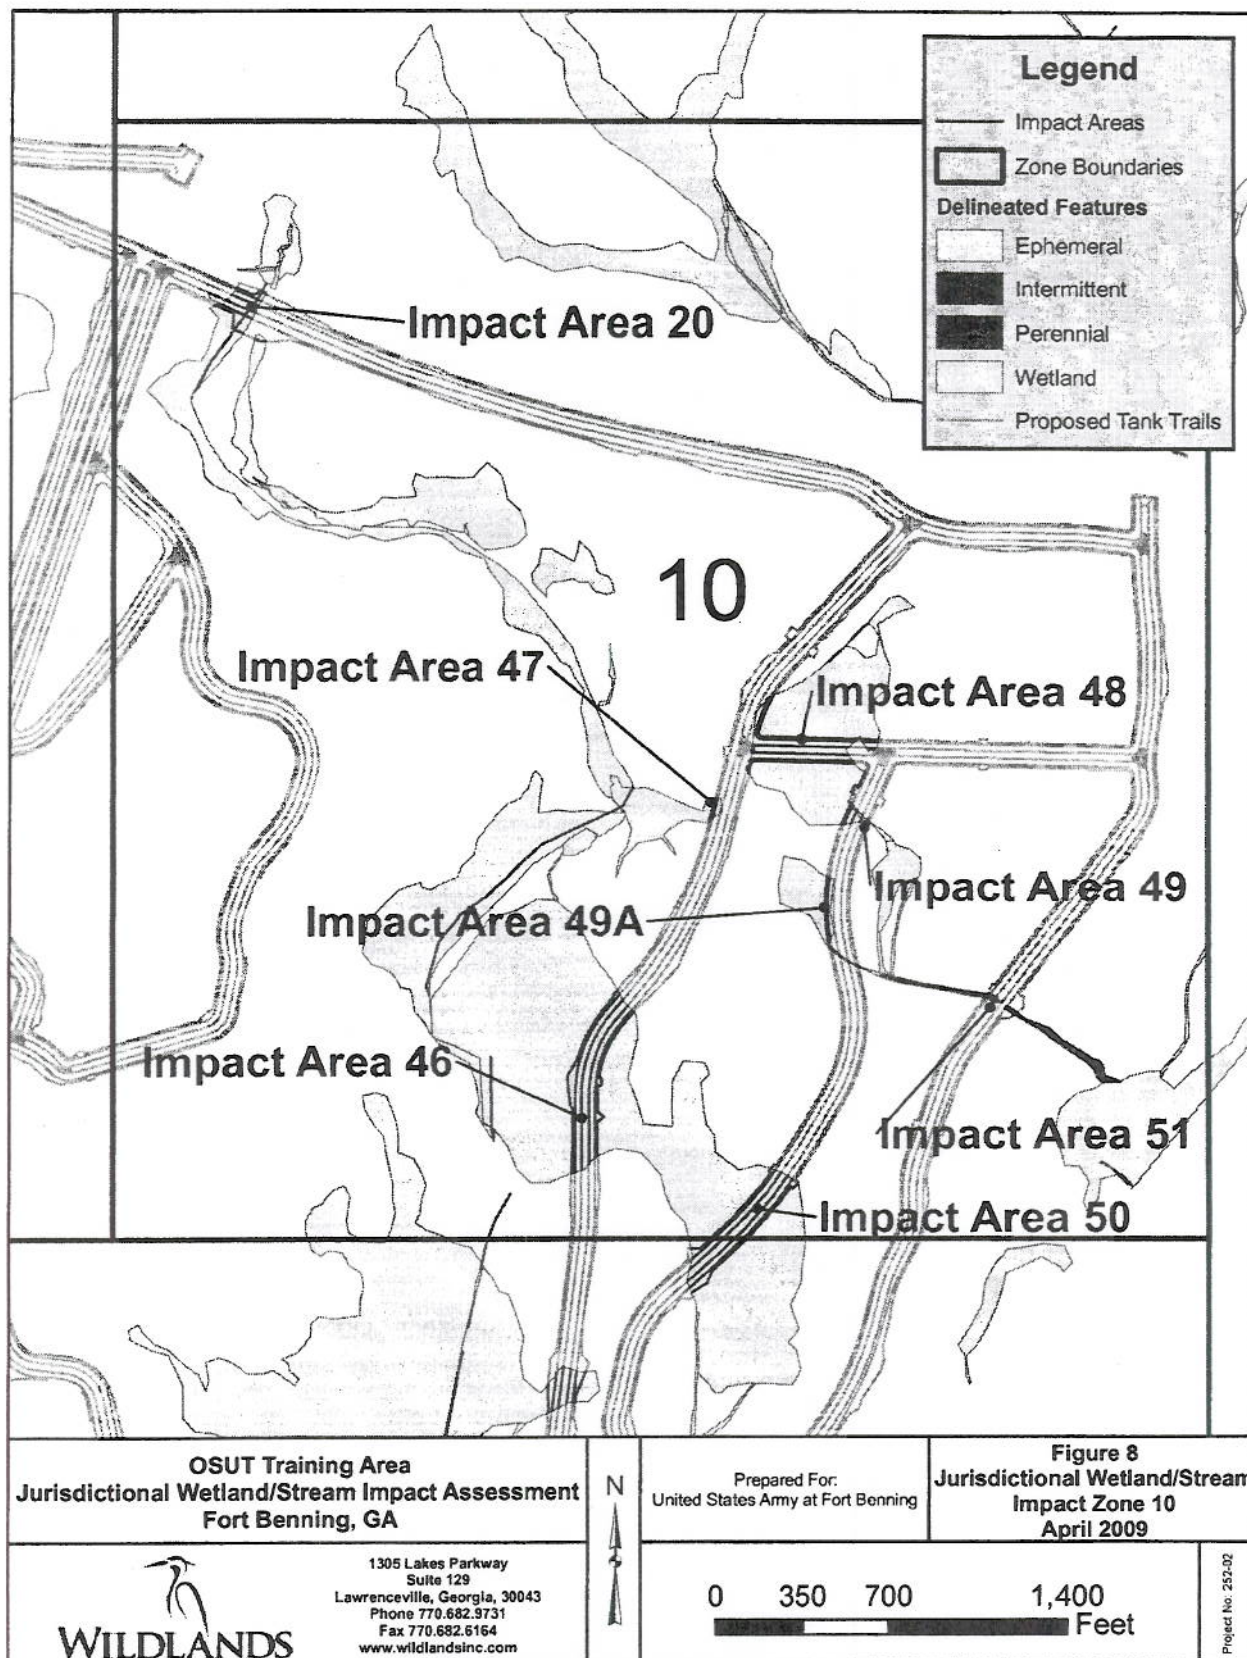 Legend
Impact Areas
Zone Boundaries
Delineated Features
Ephemeral
Intermittent
Perennial
Wetland
Proposed Tank Trails
Impact Area 20
10
Impact Area 47
Impact Area 48
Impact Area 49
Impact Area 49A
Impact Area 46
Impact Area 51
Impact Area 50
OSUT Training Area
Jurisdictional Wetland/Stream Impact Assessment
Fort Benning, GA
N
Prepared For:
United States Army at Fort Benning
Figure 8
Jurisdictional Wetland/Stream
Impact Zone 10
April 2009
WILDLANDS
1305 Lakes Parkway
Suite 129
Lawrenceville, Georgia, 30043
Phone 770.682.9731
Fax 770.682.6164
www.wildlandsinc.com
0 350 700 1,400
Feet
Project No: 252-02